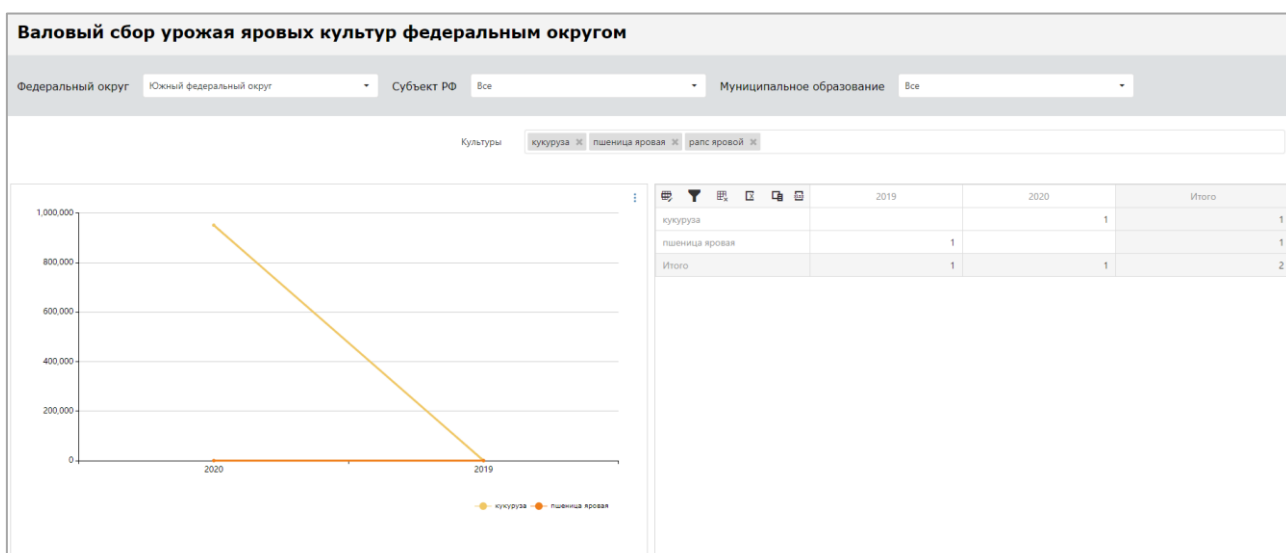 Валовый сбор урожая яровых культур федеральным округом
Федеральный округ Южный федеральный округ Субъект РФ Все Муниципальное образование Все
Культуры кукуруза пшеница яровая рапс яровой
2019 2020 Итого
кукуруза 1 1
пшеница яровая 1 1
Итого 1 1 2
1,000,000
800,000
600,000
400,000
200,000
0
2020 2019
кукуруза пшеница яровая